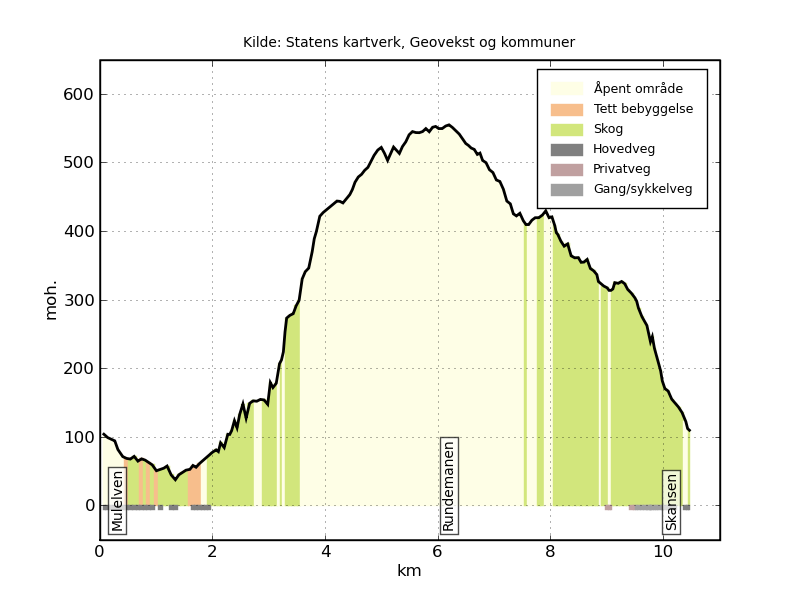 Kilde: Statens kartverk, Geovekst og kommuner
Åpent område
Tett bebyggelse
Skog
Hovedveg
Privatveg
Gang/sykkelveg
600
500
400
300
200
100
0
moh.
Mulelven
Rundemanen
Skansen
0 2 4 6 8 10
km